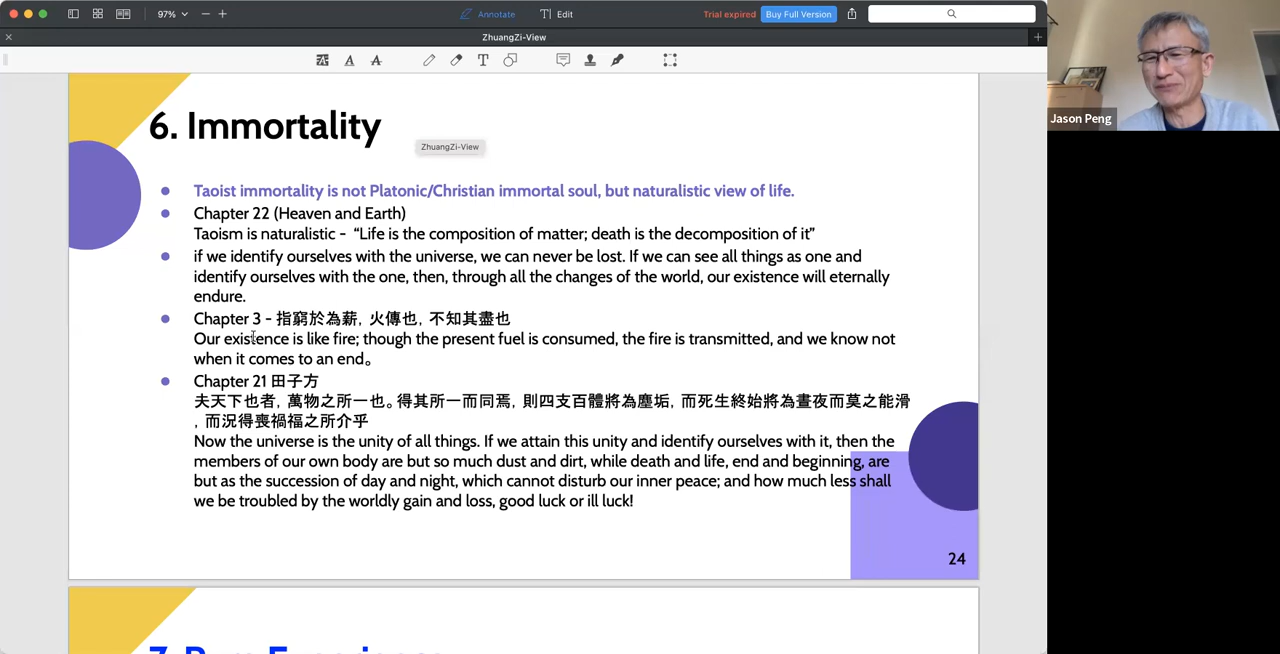 97%
Annotate
Edit
Trial expired
Buy Full Version
ZhuangZi-View
Jason Peng
6. Immortality
ZhuangZi-View
Taoist immortality is not Platonic/Christian immortal soul, but naturalistic view of life.
Chapter 22 (Heaven and Earth)
Taoism is naturalistic - “Life is the composition of matter; death is the decomposition of it”
if we identify ourselves with the universe, we can never be lost. If we can see all things as one and
identify ourselves with the one, then, through all the changes of the world, our existence will eternally
endure.
Chapter 3 - 指窮於為薪, 火傳也, 不知其盡也
Our existence is like fire; though the present fuel is consumed, the fire is transmitted, and we know not
when it comes to an end。
Chapter 21 田子方
夫天下也者, 萬物之所一也。得其所一而同焉, 則四支百體將為塵垢, 而死生終始將為晝夜而莫之能滑
, 而況得喪禍福之所介乎
Now the universe is the unity of all things. If we attain this unity and identify ourselves with it, then the
members of our own body are but so much dust and dirt, while death and life, end and beginning, are
but as the succession of day and night, which cannot disturb our inner peace; and how much less shall
we be troubled by the worldly gain and loss, good luck or ill luck!
24